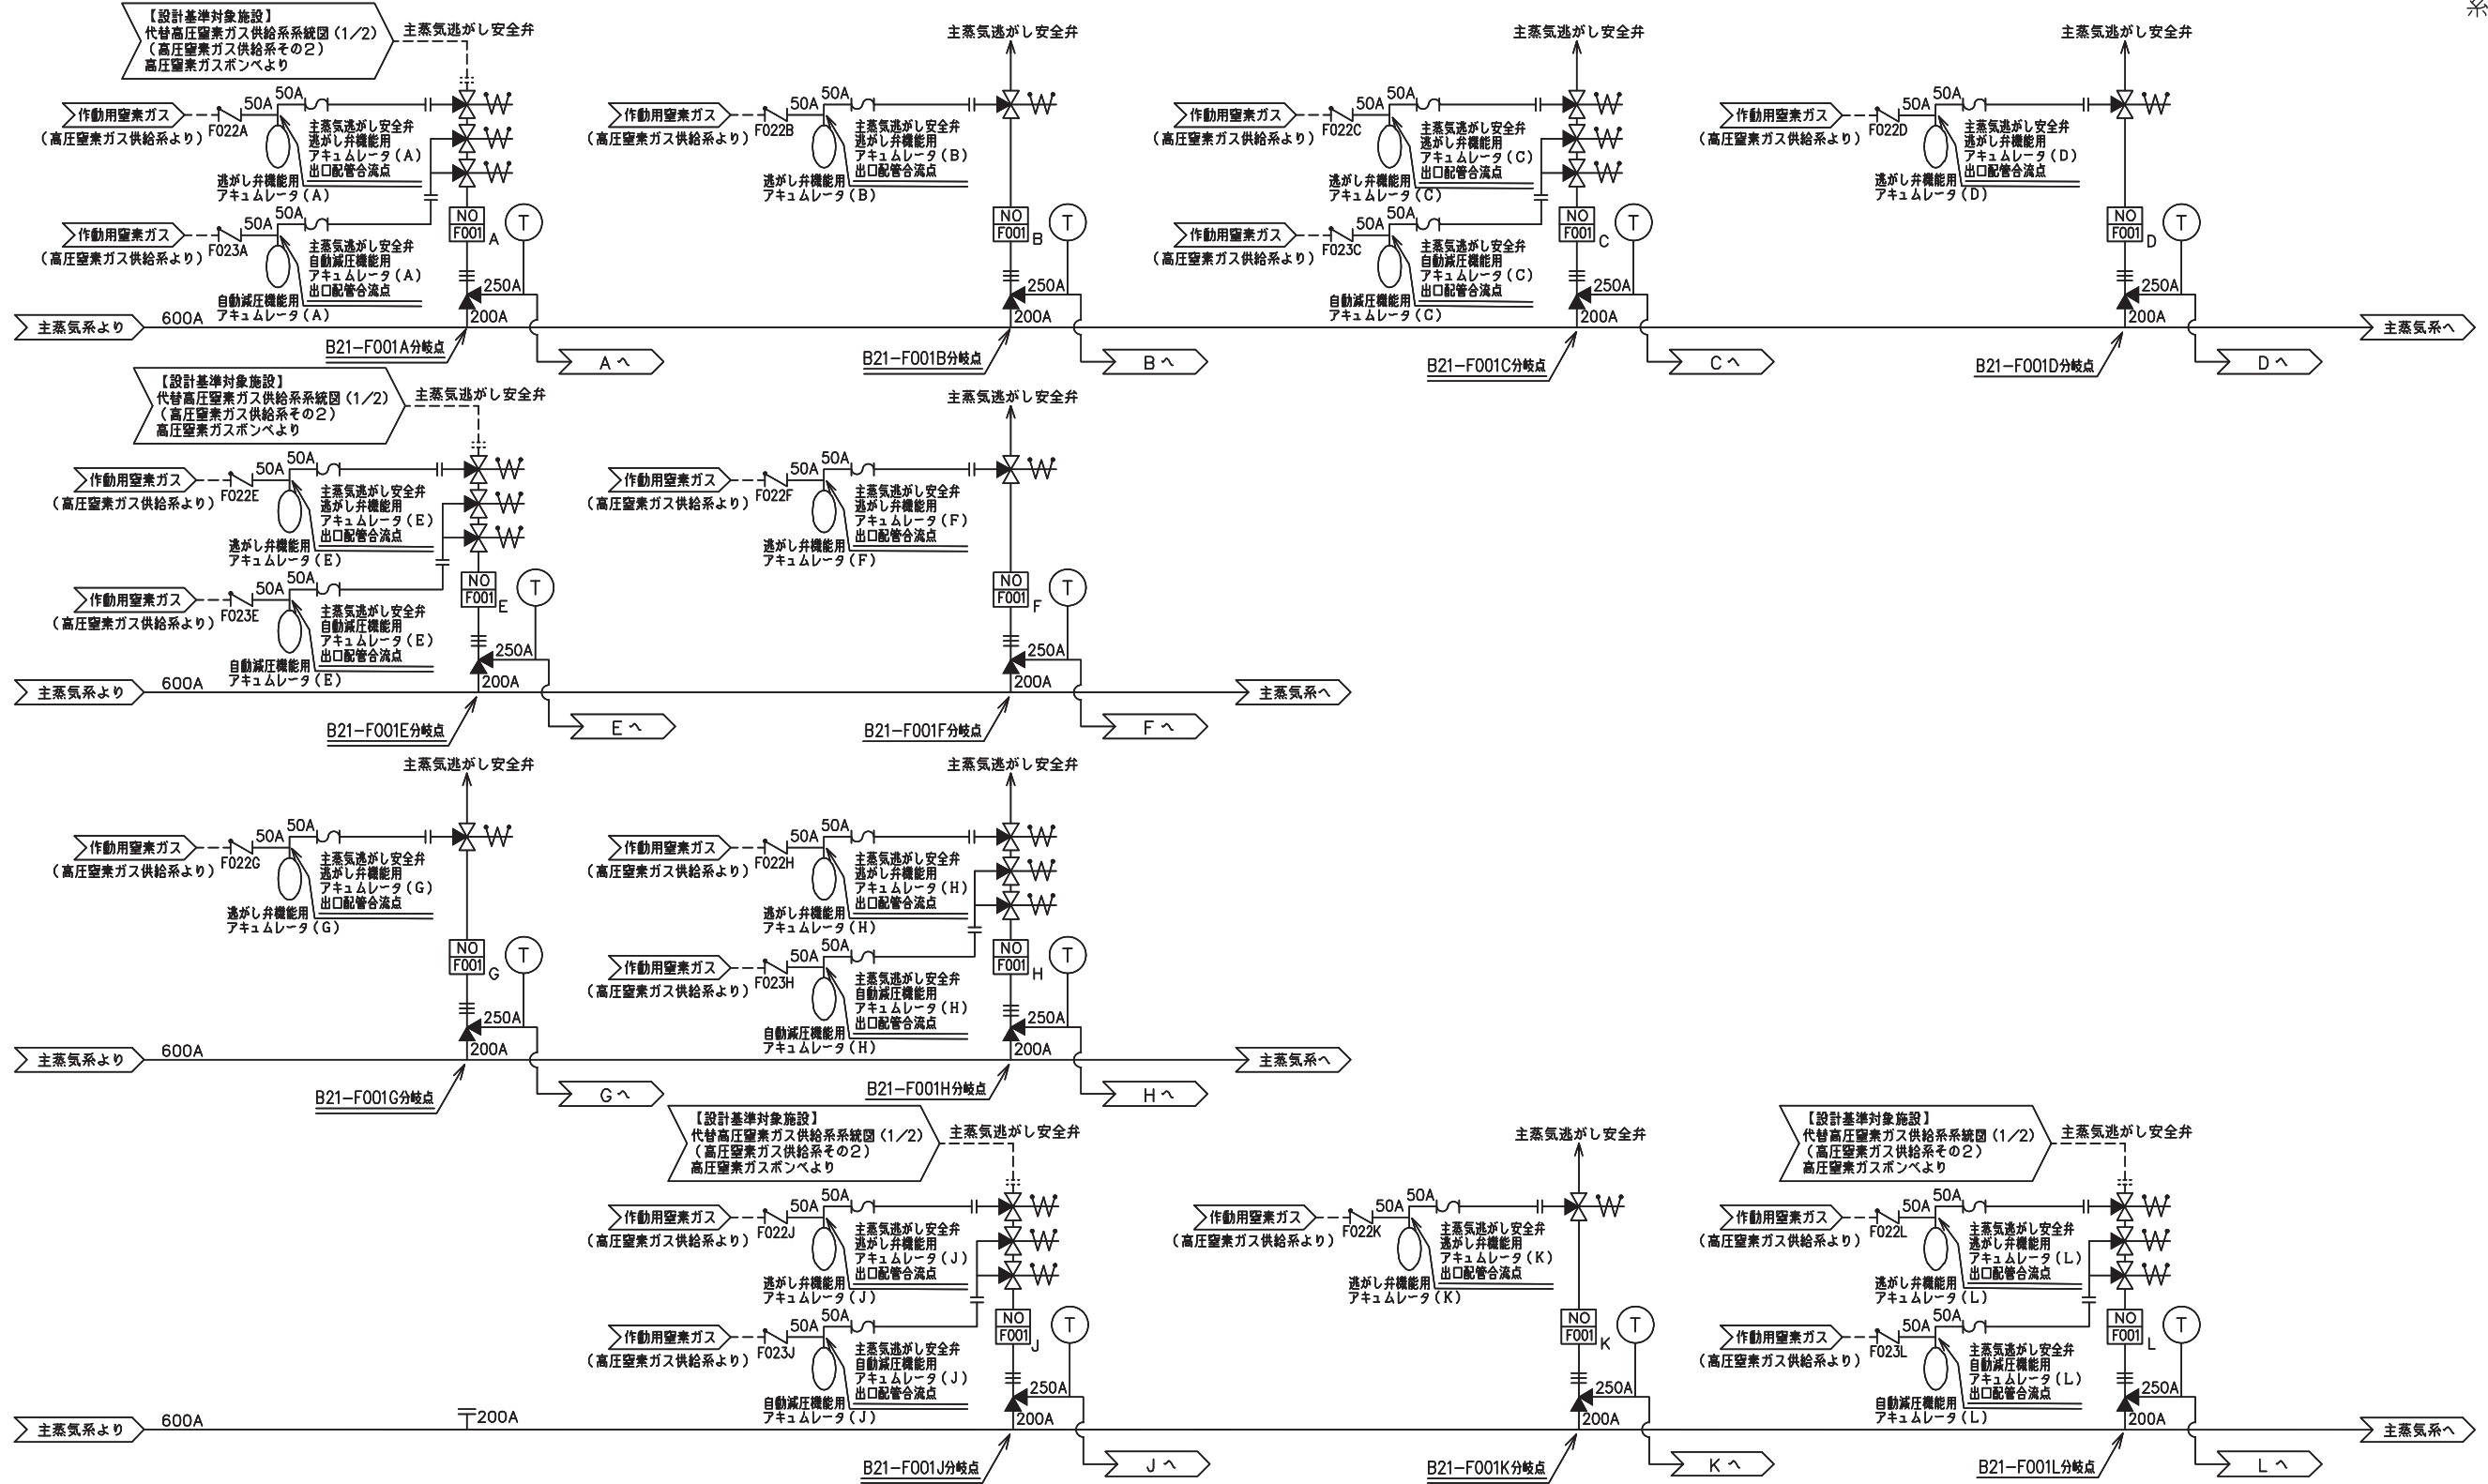 系
【設計基準対象施設】
代替高圧窒素ガス供給系系統図（1／2）
（高圧窒素ガス供給系その２）
高圧窒素ガスボンベより
主蒸気逃がし安全弁
作動用窒素ガス
（高圧窒素ガス供給系より）
F022A
50A
50A
主蒸気逃がし安全弁
逃がし弁機能用
アキュムレータ（A）
出口配管合流点
逃がし弁機能用
アキュムレータ（A）
作動用窒素ガス
（高圧窒素ガス供給系より）
F023A
50A
50A
主蒸気逃がし安全弁
自動減圧機能用
アキュムレータ（A）
出口配管合流点
自動減圧機能用
アキュムレータ（A）
NO
F001
A
T
250A
200A
主蒸気系より
600A
B21−F001A分岐点
A へ
主蒸気逃がし安全弁
作動用窒素ガス
（高圧窒素ガス供給系より）
F022B
50A
50A
主蒸気逃がし安全弁
逃がし弁機能用
アキュムレータ（B）
出口配管合流点
逃がし弁機能用
アキュムレータ（B）
NO
F001
B
T
250A
200A
B21−F001B分岐点
B へ
主蒸気逃がし安全弁
作動用窒素ガス
（高圧窒素ガス供給系より）
F022C
50A
50A
主蒸気逃がし安全弁
逃がし弁機能用
アキュムレータ（C）
出口配管合流点
逃がし弁機能用
アキュムレータ（C）
作動用窒素ガス
（高圧窒素ガス供給系より）
F023C
50A
50A
主蒸気逃がし安全弁
自動減圧機能用
アキュムレータ（C）
出口配管合流点
自動減圧機能用
アキュムレータ（C）
NO
F001
C
T
250A
200A
B21−F001C分岐点
C へ
主蒸気逃がし安全弁
作動用窒素ガス
（高圧窒素ガス供給系より）
F022D
50A
50A
主蒸気逃がし安全弁
逃がし弁機能用
アキュムレータ（D）
出口配管合流点
逃がし弁機能用
アキュムレータ（D）
NO
F001
D
T
250A
200A
B21−F001D分岐点
D へ
主蒸気系へ
【設計基準対象施設】
代替高圧窒素ガス供給系系統図（1／2）
（高圧窒素ガス供給系その２）
高圧窒素ガスボンベより
主蒸気逃がし安全弁
作動用窒素ガス
（高圧窒素ガス供給系より）
F022E
50A
50A
主蒸気逃がし安全弁
逃がし弁機能用
アキュムレータ（E）
出口配管合流点
逃がし弁機能用
アキュムレータ（E）
作動用窒素ガス
（高圧窒素ガス供給系より）
F023E
50A
50A
主蒸気逃がし安全弁
自動減圧機能用
アキュムレータ（E）
出口配管合流点
自動減圧機能用
アキュムレータ（E）
NO
F001
E
T
250A
200A
主蒸気系より
600A
B21−F001E分岐点
E へ
主蒸気逃がし安全弁
作動用窒素ガス
（高圧窒素ガス供給系より）
F022F
50A
50A
主蒸気逃がし安全弁
逃がし弁機能用
アキュムレータ（F）
出口配管合流点
逃がし弁機能用
アキュムレータ（F）
NO
F001
F
T
250A
200A
B21−F001F分岐点
F へ
主蒸気系へ
主蒸気逃がし安全弁
作動用窒素ガス
（高圧窒素ガス供給系より）
F022G
50A
50A
主蒸気逃がし安全弁
逃がし弁機能用
アキュムレータ（G）
出口配管合流点
逃がし弁機能用
アキュムレータ（G）
NO
F001
G
T
250A
200A
主蒸気系より
600A
B21−F001G分岐点
G へ
主蒸気逃がし安全弁
作動用窒素ガス
（高圧窒素ガス供給系より）
F022H
50A
50A
主蒸気逃がし安全弁
逃がし弁機能用
アキュムレータ（H）
出口配管合流点
逃がし弁機能用
アキュムレータ（H）
作動用窒素ガス
（高圧窒素ガス供給系より）
F023H
50A
50A
主蒸気逃がし安全弁
自動減圧機能用
アキュムレータ（H）
出口配管合流点
自動減圧機能用
アキュムレータ（H）
NO
F001
H
T
250A
200A
B21−F001H分岐点
H へ
主蒸気系へ
【設計基準対象施設】
代替高圧窒素ガス供給系系統図（1／2）
（高圧窒素ガス供給系その２）
高圧窒素ガスボンベより
主蒸気逃がし安全弁
作動用窒素ガス
（高圧窒素ガス供給系より）
F022J
50A
50A
主蒸気逃がし安全弁
逃がし弁機能用
アキュムレータ（J）
出口配管合流点
逃がし弁機能用
アキュムレータ（J）
作動用窒素ガス
（高圧窒素ガス供給系より）
F023J
50A
50A
主蒸気逃がし安全弁
自動減圧機能用
アキュムレータ（J）
出口配管合流点
自動減圧機能用
アキュムレータ（J）
NO
F001
J
T
250A
200A
主蒸気系より
600A
200A
B21−F001J分岐点
J へ
主蒸気逃がし安全弁
作動用窒素ガス
（高圧窒素ガス供給系より）
F022K
50A
50A
主蒸気逃がし安全弁
逃がし弁機能用
アキュムレータ（K）
出口配管合流点
逃がし弁機能用
アキュムレータ（K）
NO
F001
K
T
250A
200A
B21−F001K分岐点
K へ
【設計基準対象施設】
代替高圧窒素ガス供給系系統図（1／2）
（高圧窒素ガス供給系その２）
高圧窒素ガスボンベより
主蒸気逃がし安全弁
作動用窒素ガス
（高圧窒素ガス供給系より）
F022L
50A
50A
主蒸気逃がし安全弁
逃がし弁機能用
アキュムレータ（L）
出口配管合流点
逃がし弁機能用
アキュムレータ（L）
作動用窒素ガス
（高圧窒素ガス供給系より）
F023L
50A
50A
主蒸気逃がし安全弁
自動減圧機能用
アキュムレータ（L）
出口配管合流点
自動減圧機能用
アキュムレータ（L）
NO
F001
L
T
250A
200A
B21−F001L分岐点
L へ
主蒸気系へ